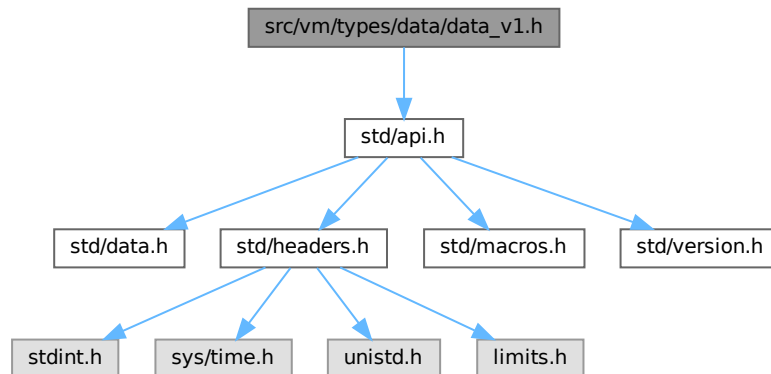 src/vm/types/data/data_v1.h
std/api.h
std/data.h
std/headers.h
std/macros.h
std/version.h
stdint.h
sys/time.h
unistd.h
limits.h